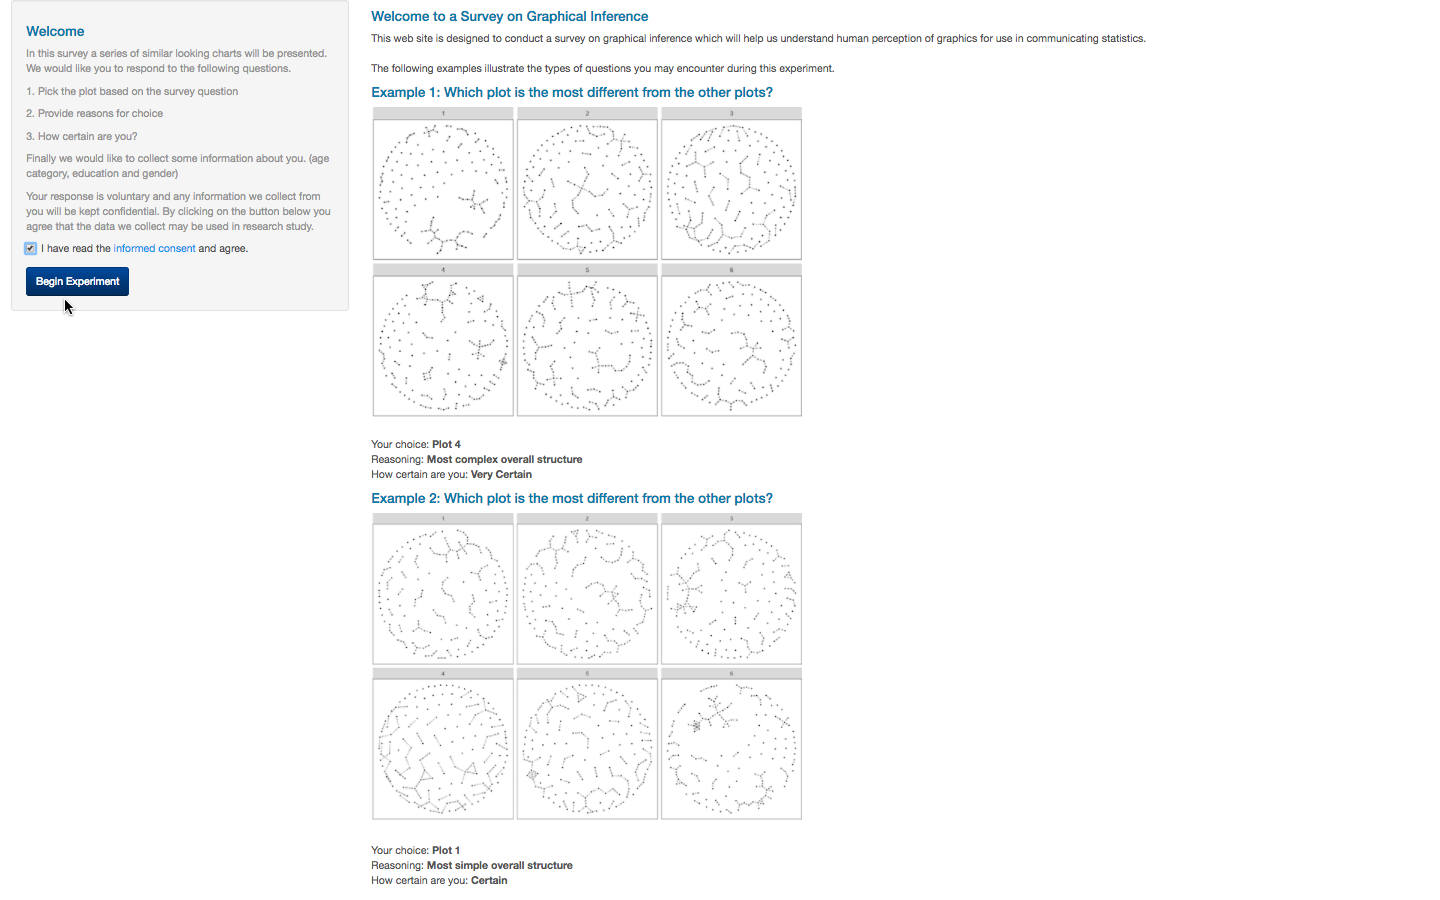 Welcome
In this survey a series of similar looking charts will be presented.
We would like you to respond to the following questions.
1. Pick the plot based on the survey question
2. Provide reasons for choice
3. How certain are you?
Finally we would like to collect some information about you. (age
category, education and gender)
Your response is voluntary and any information we collect from
you will be kept confidential. By clicking on the button below you
agree that the data we collect may be used in research study.
I have read the informed consent and agree.
Begin Experiment
Welcome to a Survey on Graphical Inference
This web site is designed to conduct a survey on graphical inference which will help us understand human perception of graphics for use in communicating statistics.
The following examples illustrate the types of questions you may encounter during this experiment.
Example 1: Which plot is the most different from the other plots?
1 2 3
4 5 6
Your choice: Plot 4
Reasoning: Most complex overall structure
How certain are you: Very Certain
Example 2: Which plot is the most different from the other plots?
1 2 3
4 5 6
Your choice: Plot 1
Reasoning: Most simple overall structure
How certain are you: Certain